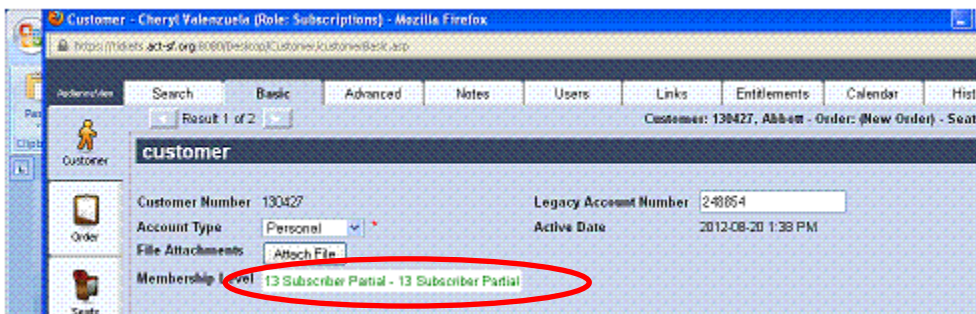 Customer - Cheryl Valenzuela (Role: Subscriptions) - Mozilla Firefox
https://tickets.act-sf.org:8080/Desktop/Customer/customerBasic.asp
AudienceView Search Basic Advanced Notes Users Links Entitlements Calendar Hist
Result 1 of 2 Customer: 130427, Abbott - Order: (New Order) - Seat
Customer
customer
Customer Number 130427 Legacy Account Number 248854
Order
Account Type Personal * Active Date 2012-08-20 1:38 PM
File Attachments Attach File
Membership Level 13 Subscriber Partial - 13 Subscriber Partial
Seats